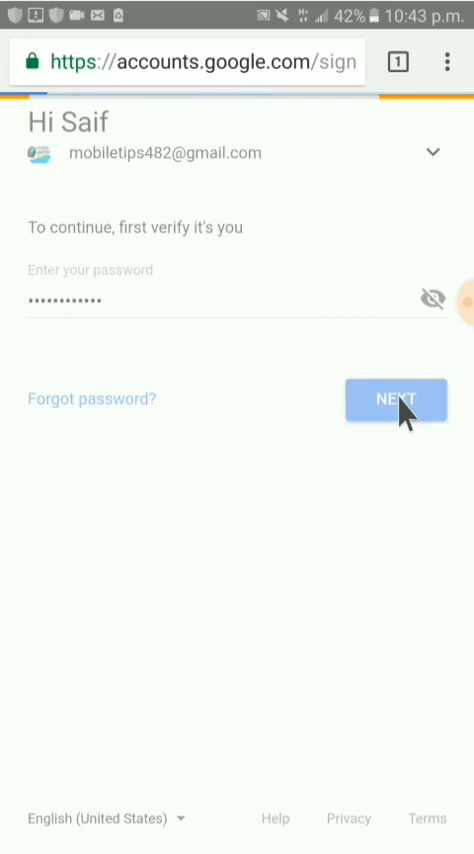 42% 10:43 p.m.
https://accounts.google.com/sign 1
Hi Saif
mobiletips482@gmail.com
To continue, first verify it's you
Enter your password
••••••••••••
Forgot password? NEXT
English (United States) Help Privacy Terms